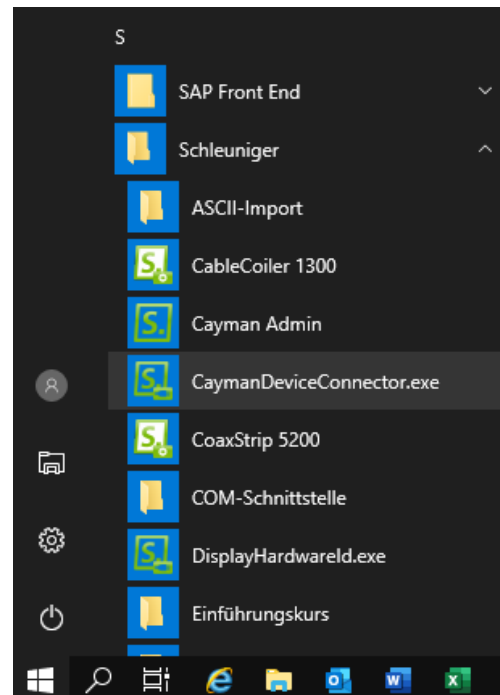 S
SAP Front End
Schleuniger
ASCII-Import
CableCoiler 1300
Cayman Admin
CaymanDeviceConnector.exe
CoaxStrip 5200
COM-Schnittstelle
DisplayHardwareId.exe
Einführungskurs